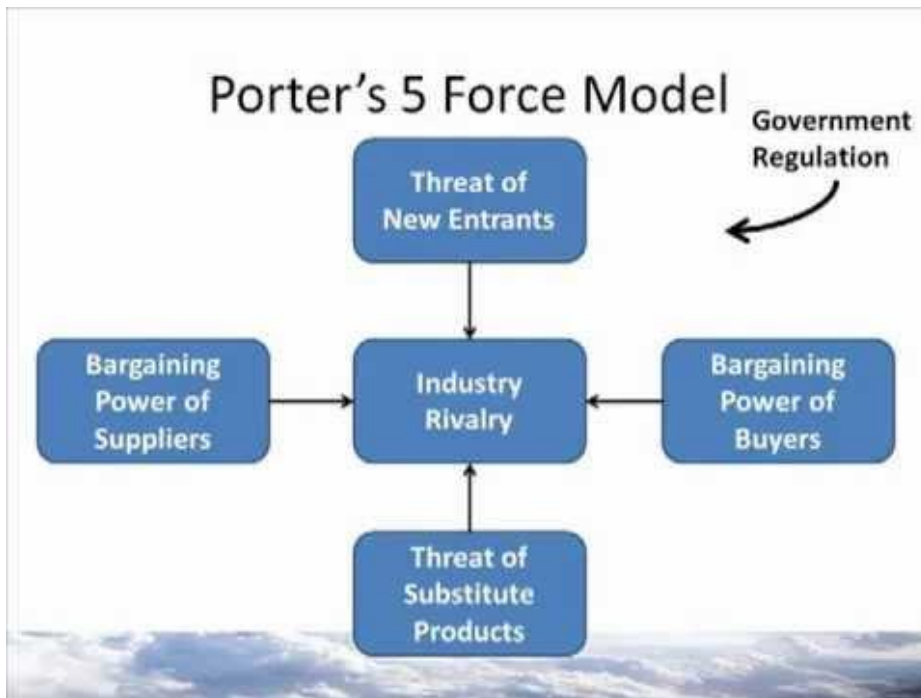 Porter's 5 Force Model
Government
Regulation
Threat of
New Entrants
Bargaining
Power of
Suppliers
Industry
Rivalry
Bargaining
Power of
Buyers
Threat of
Substitute
Products